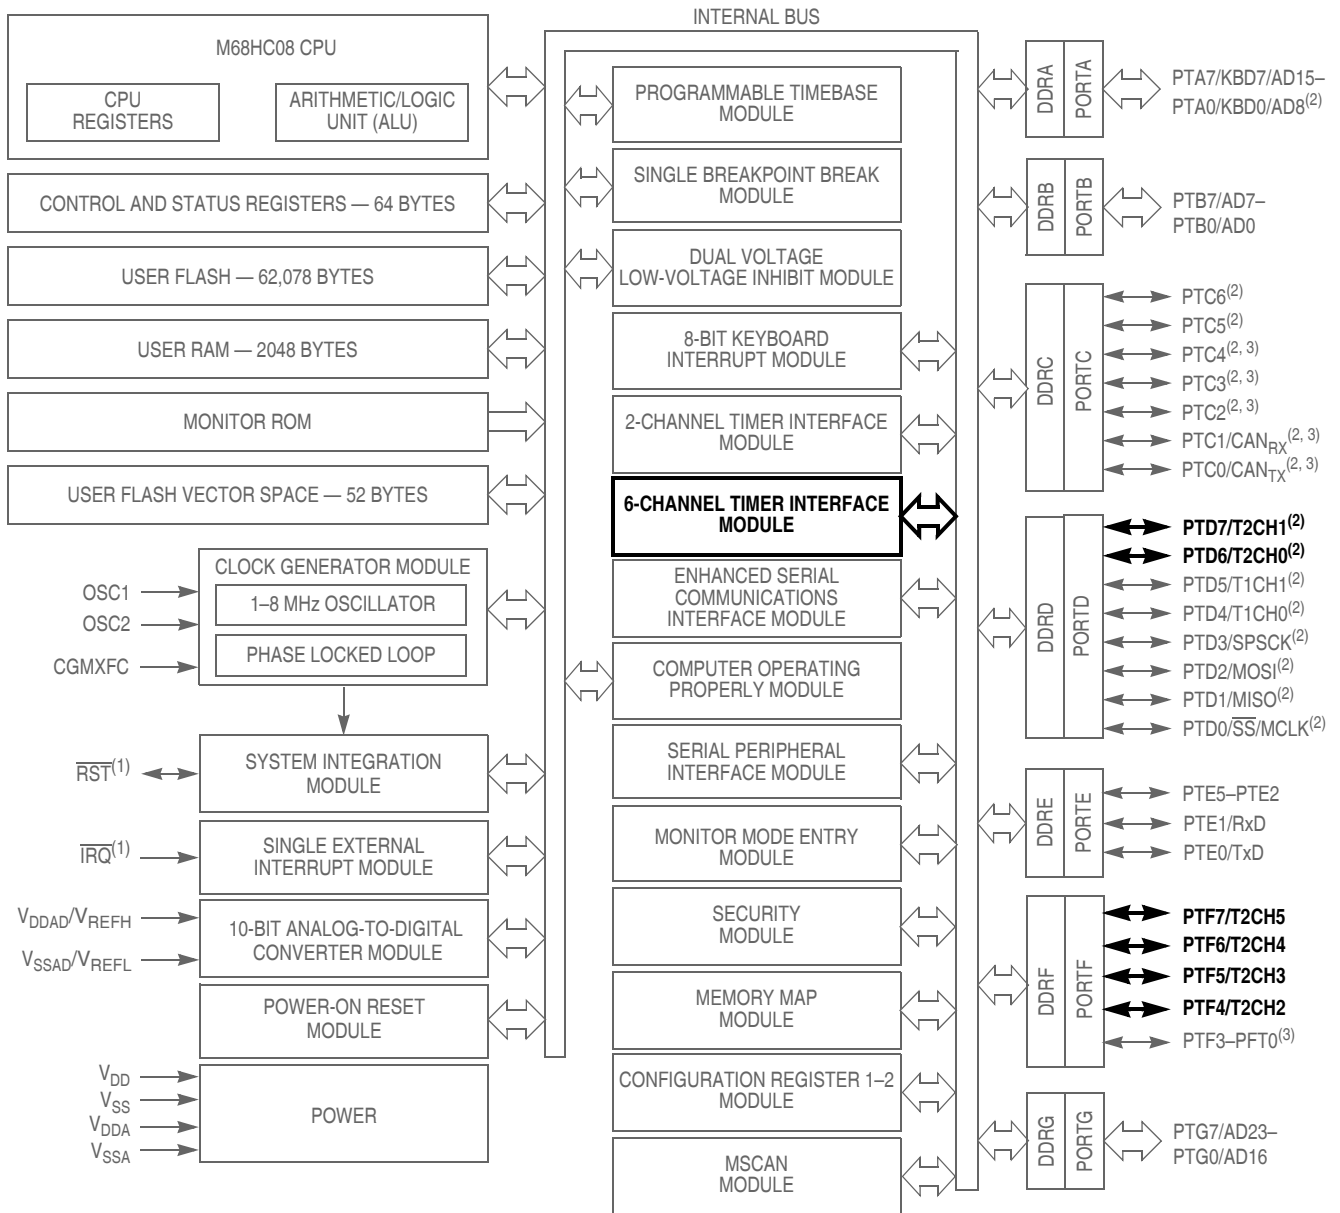 INTERNAL BUS
M68HC08 CPU
CPU
REGISTERS
ARITHMETIC/LOGIC
UNIT (ALU)
CONTROL AND STATUS REGISTERS — 64 BYTES
USER FLASH — 62,078 BYTES
USER RAM — 2048 BYTES
MONITOR ROM
USER FLASH VECTOR SPACE — 52 BYTES
CLOCK GENERATOR MODULE
1–8 MHz OSCILLATOR
PHASE LOCKED LOOP
OSC1
OSC2
CGMXFC
SYSTEM INTEGRATION
MODULE
RST(1)
SINGLE EXTERNAL
INTERRUPT MODULE
IRQ(1)
10-BIT ANALOG-TO-DIGITAL
CONVERTER MODULE
VDDAD/VREFH
VSSAD/VREFL
POWER-ON RESET
MODULE
POWER
VDD
VSS
VDDA
VSSA
PROGRAMMABLE TIMEBASE
MODULE
SINGLE BREAKPOINT BREAK
MODULE
DUAL VOLTAGE
LOW-VOLTAGE INHIBIT MODULE
8-BIT KEYBOARD
INTERRUPT MODULE
2-CHANNEL TIMER INTERFACE
MODULE
6-CHANNEL TIMER INTERFACE
MODULE
ENHANCED SERIAL
COMMUNICATIONS
INTERFACE MODULE
COMPUTER OPERATING
PROPERLY MODULE
SERIAL PERIPHERAL
INTERFACE MODULE
MONITOR MODE ENTRY
MODULE
SECURITY
MODULE
MEMORY MAP
MODULE
CONFIGURATION REGISTER 1–2
MODULE
MSCAN
MODULE
DDRA
PORTA
PTA7/KBD7/AD15–
PTA0/KBD0/AD8(2)
DDRB
PORTB
PTB7/AD7–
PTB0/AD0
DDRC
PORTC
PTC6(2)
PTC5(2)
PTC4(2, 3)
PTC3(2, 3)
PTC2(2, 3)
PTC1/CANRX(2, 3)
PTC0/CANTX(2, 3)
DDRD
PORTD
PTD7/T2CH1(2)
PTD6/T2CH0(2)
PTD5/T1CH1(2)
PTD4/T1CH0(2)
PTD3/SPSCK(2)
PTD2/MOSI(2)
PTD1/MISO(2)
PTD0/SS/MCLK(2)
DDRE
PORTE
PTE5–PTE2
PTE1/RxD
PTE0/TxD
DDRF
PORTF
PTF7/T2CH5
PTF6/T2CH4
PTF5/T2CH3
PTF4/T2CH2
PTF3–PFT0(3)
DDRG
PORTG
PTG7/AD23–
PTG0/AD16